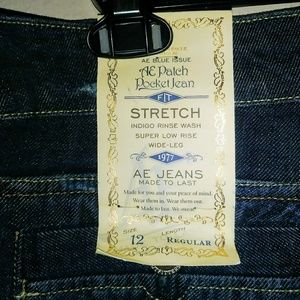 AE BLUE ISSUE
AE Patch
Pocket Jean
FIT
STRETCH
INDIGO RINSE WASH
SUPER LOW RISE
WIDE-LEG
1977
AE JEANS
MADE TO LAST
Made for you and your peace of mind.
Wear them in. Wear them out.
Made to last. We swear.
SIZE LENGTH
12 REGULAR